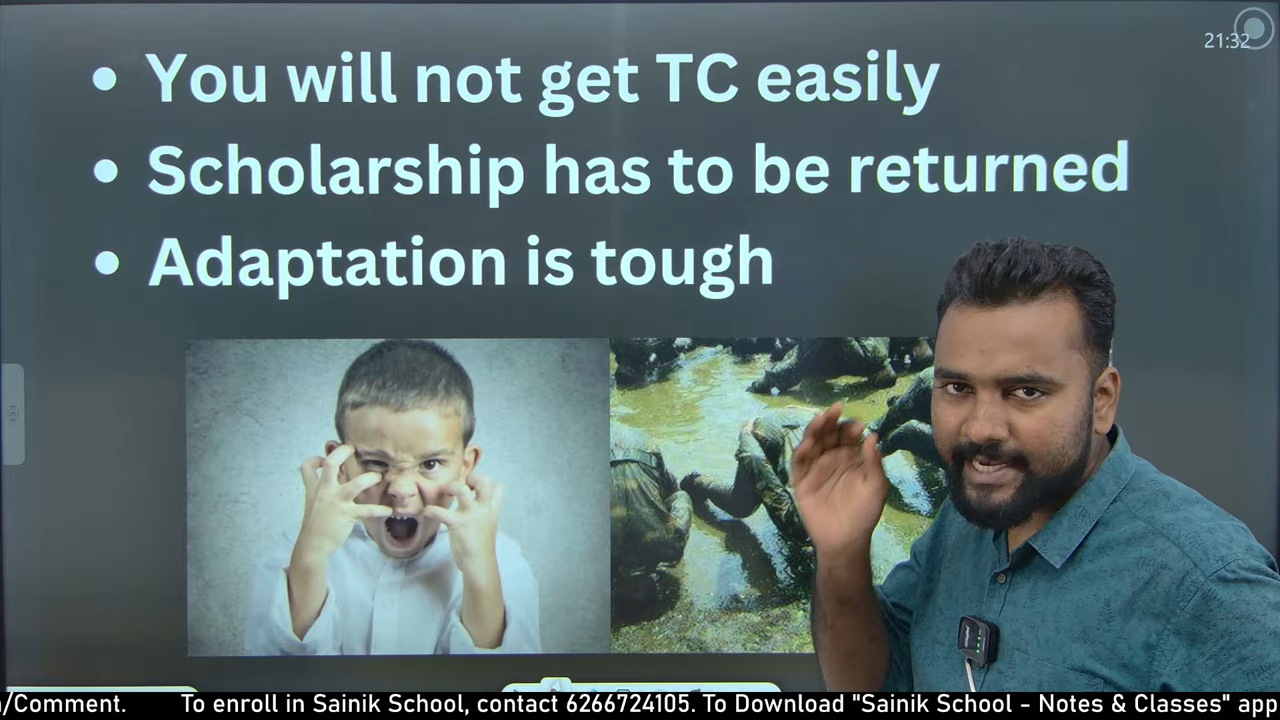 21:32
• You will not get TC easily
• Scholarship has to be returned
• Adaptation is tough
/Comment. To enroll in Sainik School, contact 6266724105. To Download "Sainik School - Notes & Classes" app